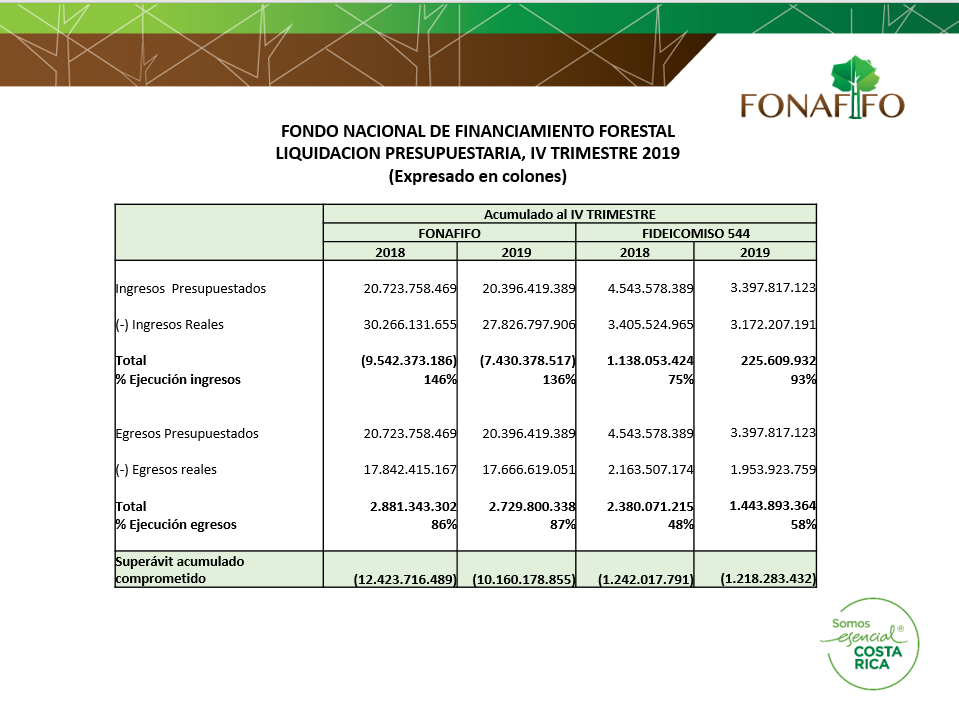 FONAFIFO
FONDO NACIONAL DE FINANCIAMIENTO FORESTAL
LIQUIDACION PRESUPUESTARIA, IV TRIMESTRE 2019
(Expresado en colones)
Acumulado al IV TRIMESTRE
FONAFIFO FIDEICOMISO 544
2018 2019 2018 2019
Ingresos Presupuestados 20.723.758.469 20.396.419.389 4.543.578.389 3.397.817.123
(-) Ingresos Reales 30.266.131.655 27.826.797.906 3.405.524.965 3.172.207.191
Total (9.542.373.186) (7.430.378.517) 1.138.053.424 225.609.932
% Ejecución ingresos 146% 136% 75% 93%
Egresos Presupuestados 20.723.758.469 20.396.419.389 4.543.578.389 3.397.817.123
(-) Egresos reales 17.842.415.167 17.666.619.051 2.163.507.174 1.953.923.759
Total 2.881.343.302 2.729.800.338 2.380.071.215 1.443.893.364
% Ejecución egresos 86% 87% 48% 58%
Superávit acumulado
comprometido (12.423.716.489) (10.160.178.855) (1.242.017.791) (1.218.283.432)
Somos
esencial®
COSTA
RICA